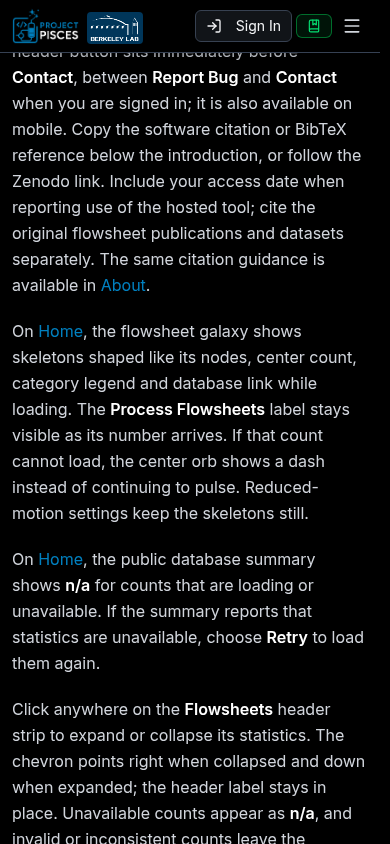 PROJECT
PISCES
BERKELEY LAB
Sign In
header button sits immediately before
Contact, between Report Bug and Contact
when you are signed in; it is also available on
mobile. Copy the software citation or BibTeX
reference below the introduction, or follow the
Zenodo link. Include your access date when
reporting use of the hosted tool; cite the
original flowsheet publications and datasets
separately. The same citation guidance is
available in About.
On Home, the flowsheet galaxy shows
skeletons shaped like its nodes, center count,
category legend and database link while
loading. The Process Flowsheets label stays
visible as its number arrives. If that count
cannot load, the center orb shows a dash
instead of continuing to pulse. Reduced-
motion settings keep the skeletons still.
On Home, the public database summary
shows n/a for counts that are loading or
unavailable. If the summary reports that
statistics are unavailable, choose Retry to load
them again.
Click anywhere on the Flowsheets header
strip to expand or collapse its statistics. The
chevron points right when collapsed and down
when expanded; the header label stays in
place. Unavailable counts appear as n/a, and
invalid or inconsistent counts leave the